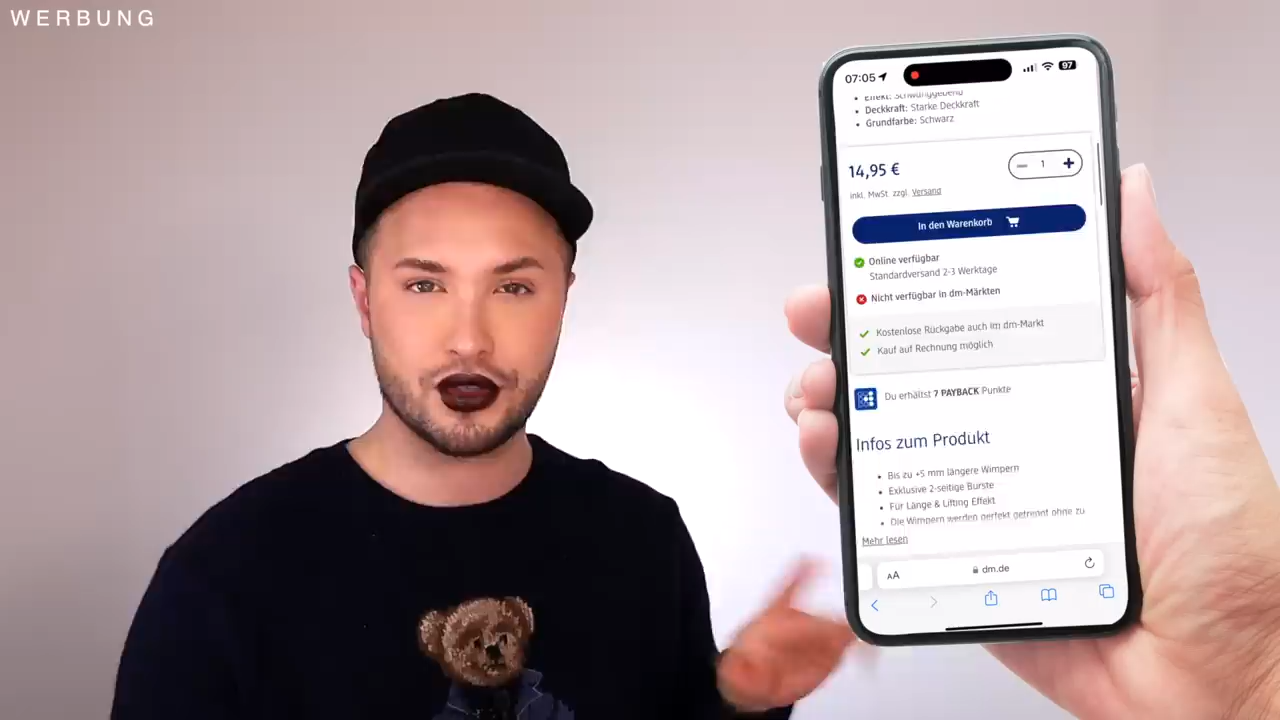 WERBUNG
07:05
97
Effekt: Schwunggebend
Deckkraft: Starke Deckkraft
Grundfarbe: Schwarz
14,95 €
1
inkl. MwSt. zzgl. Versand
In den Warenkorb
Online verfügbar
Standardversand 2-3 Werktage
Nicht verfügbar in dm-Märkten
Kostenlose Rückgabe auch im dm-Markt
Kauf auf Rechnung möglich
Du erhältst 7 PAYBACK Punkte
Infos zum Produkt
Bis zu +5 mm längere Wimpern
Exklusive 2-seitige Bürste
Für Länge & Lifting Effekt
Die Wimpern werden perfekt getrennt ohne zu
Mehr lesen
AA
dm.de